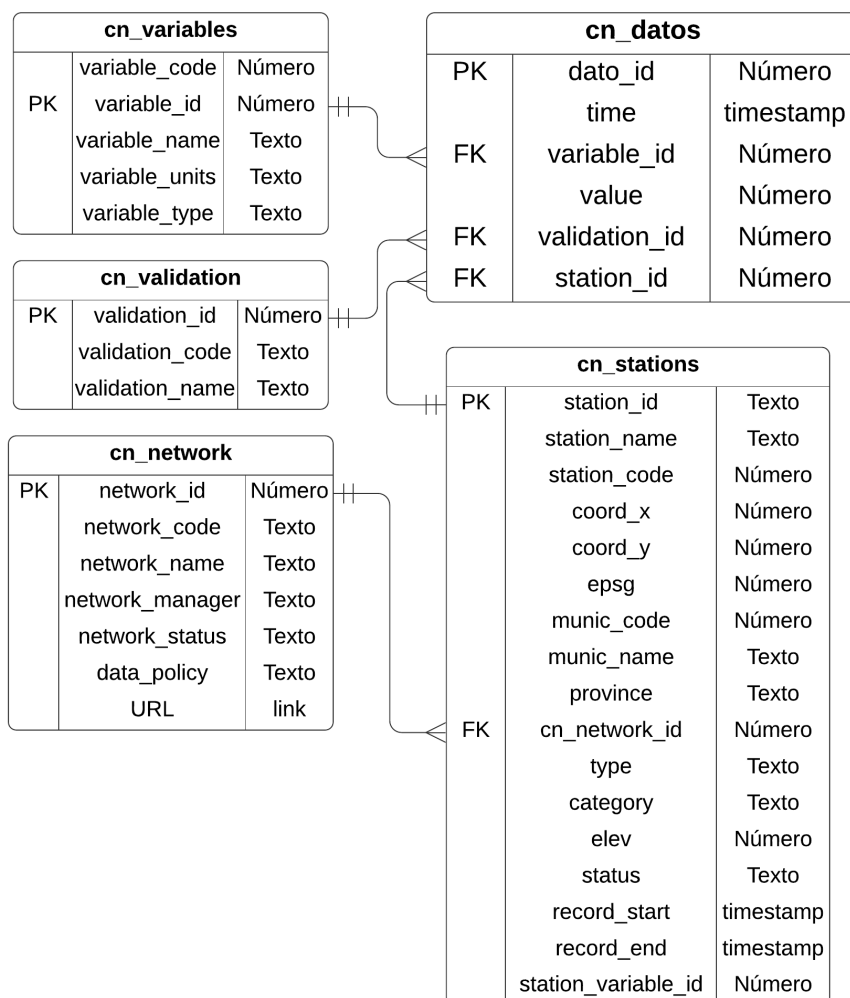 cn_variables
variable_code Número
PK variable_id Número
variable_name Texto
variable_units Texto
variable_type Texto
cn_datos
PK dato_id Número
time timestamp
FK variable_id Número
value Número
FK validation_id Número
FK station_id Número
cn_validation
PK validation_id Número
validation_code Texto
validation_name Texto
cn_network
PK network_id Número
network_code Texto
network_name Texto
network_manager Texto
network_status Texto
data_policy Texto
URL link
cn_stations
PK station_id Texto
station_name Texto
station_code Número
coord_x Número
coord_y Número
epsg Número
munic_code Número
munic_name Texto
province Texto
FK cn_network_id Número
type Texto
category Texto
elev Número
status Texto
record_start timestamp
record_end timestamp
station_variable_id Número